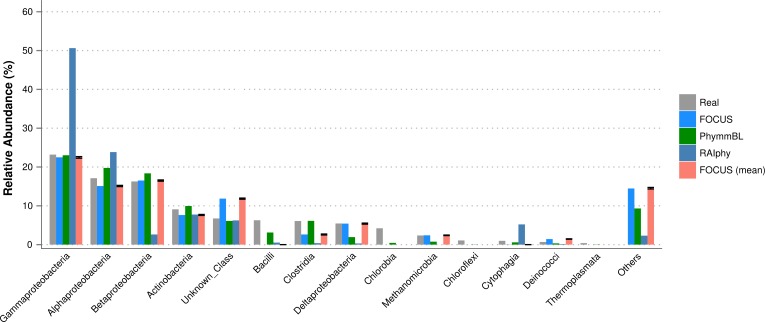 Relative Abundance (%)
60
50
40
30
20
10
0
Gammaproteobacteria
Alphaproteobacteria
Betaproteobacteria
Actinobacteria
Unknown_Class
Bacilli
Clostridia
Deltaproteobacteria
Chlorobia
Methanomicrobia
Chloroflexi
Cytophagia
Deinococci
Thermoplasmata
Others
Real
FOCUS
PhymmBL
RAIphy
FOCUS (mean)